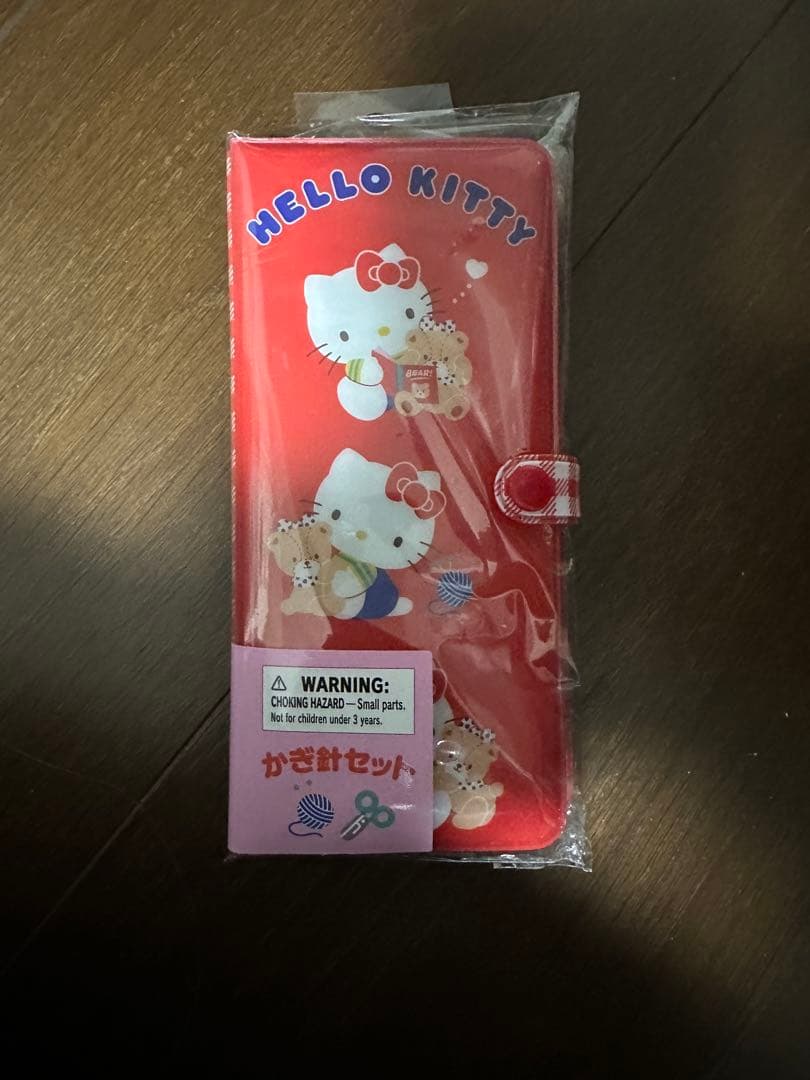 HELLO KITTY
BEAR!
⚠ WARNING:
CHOKING HAZARD — Small parts.
Not for children under 3 years.
かぎ針セット